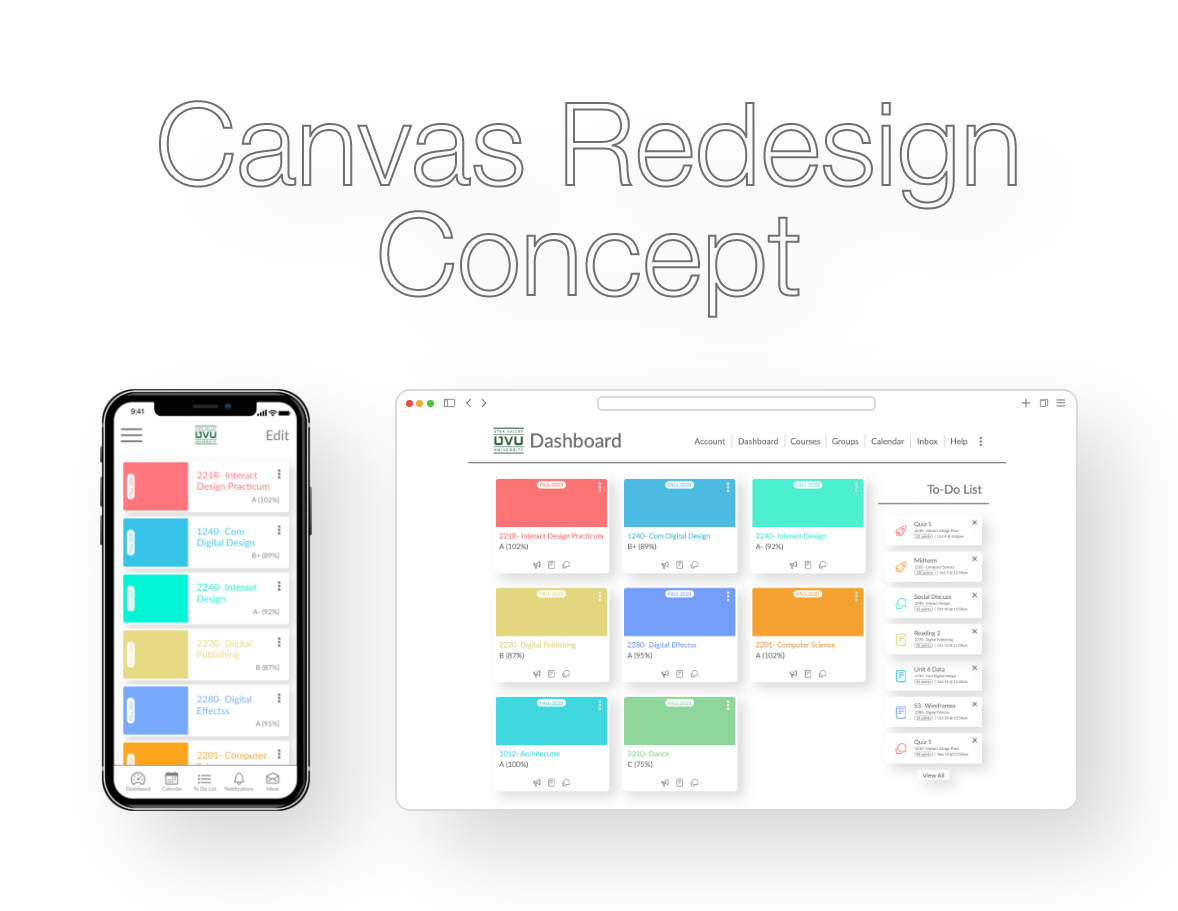 Canvas Redesign
Concept
9:41
UVU
Edit
221R- Interact
Design Practicum
A (102%)
1240- Com
Digital Design
B+ (89%)
2240- Interact
Design
A- (92%)
2270- Digital
Publishing
B (87%)
2280- Digital
Effectss
A (95%)
2201- Computer
Dashboard
Calendar
To Do List
Notifications
Inbox
UTAH VALLEY
UVU
UNIVERSITY
Dashboard
Account
Dashboard
Courses
Groups
Calendar
Inbox
Help
FALL 2020
221R- Interact Design Practicum
A (102%)
FALL 2020
1240- Com Digital Design
B+ (89%)
FALL 2020
2240- Interact Design
A- (92%)
FALL 2020
2270- Digital Publishing
B (87%)
FALL 2020
2280- Digital Effectss
A (95%)
FALL 2020
2201- Computer Science
A (102%)
FALL 2020
1012- Architecutre
A (100%)
FALL 2020
3210- Dance
C (75%)
To-Do List
Quiz 1
Midterm
Social Discuss
Reading 2
Unit 6 Data
S3- Wireframes
Quiz 1
View All